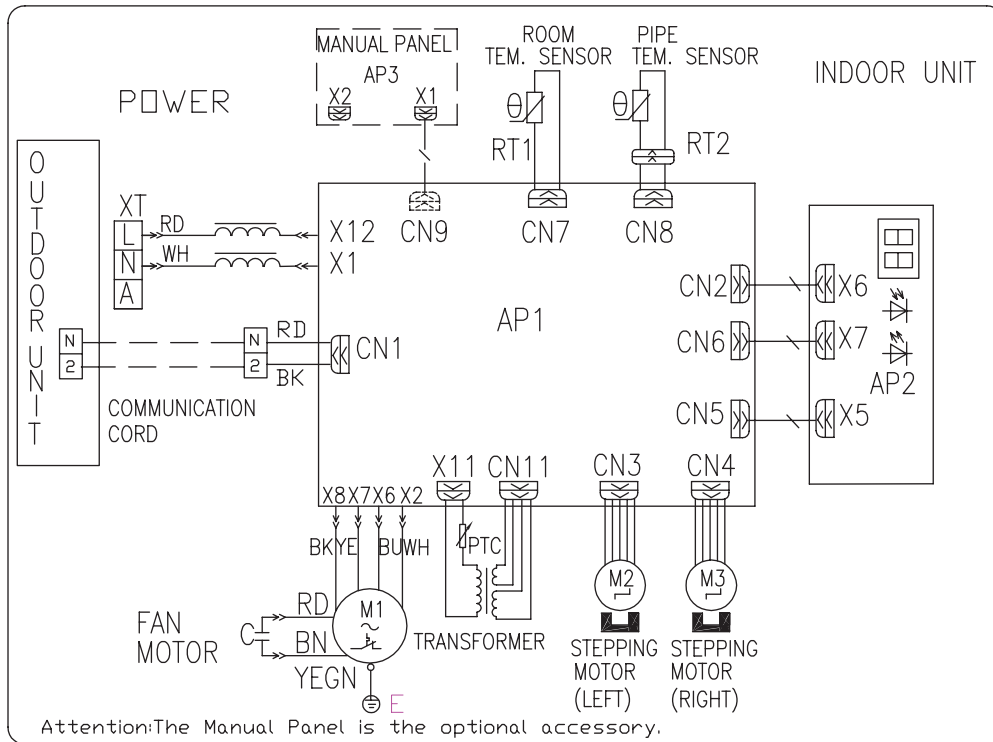 MANUAL PANEL
AP3
X2
X1
ROOM
TEM. SENSOR
PIPE
TEM. SENSOR
INDOOR UNIT
POWER
θ
θ
RT1
RT2
OUTDOOR UNIT
XT
L
N
A
RD
WH
X12
X1
CN9
CN7
CN8
AP1
CN2
CN6
CN5
X6
X7
X5
AP2
N
2
N
2
RD
BK
CN1
COMMUNICATION
CORD
X8
X7
X6
X2
X11
CN11
CN3
CN4
BK
YE
BU
WH
PTC
M1
M2
M3
FAN
MOTOR
C
RD
BN
YEGN
E
TRANSFORMER
STEPPING
MOTOR
(LEFT)
STEPPING
MOTOR
(RIGHT)
Attention:The Manual Panel is the optional accessory.